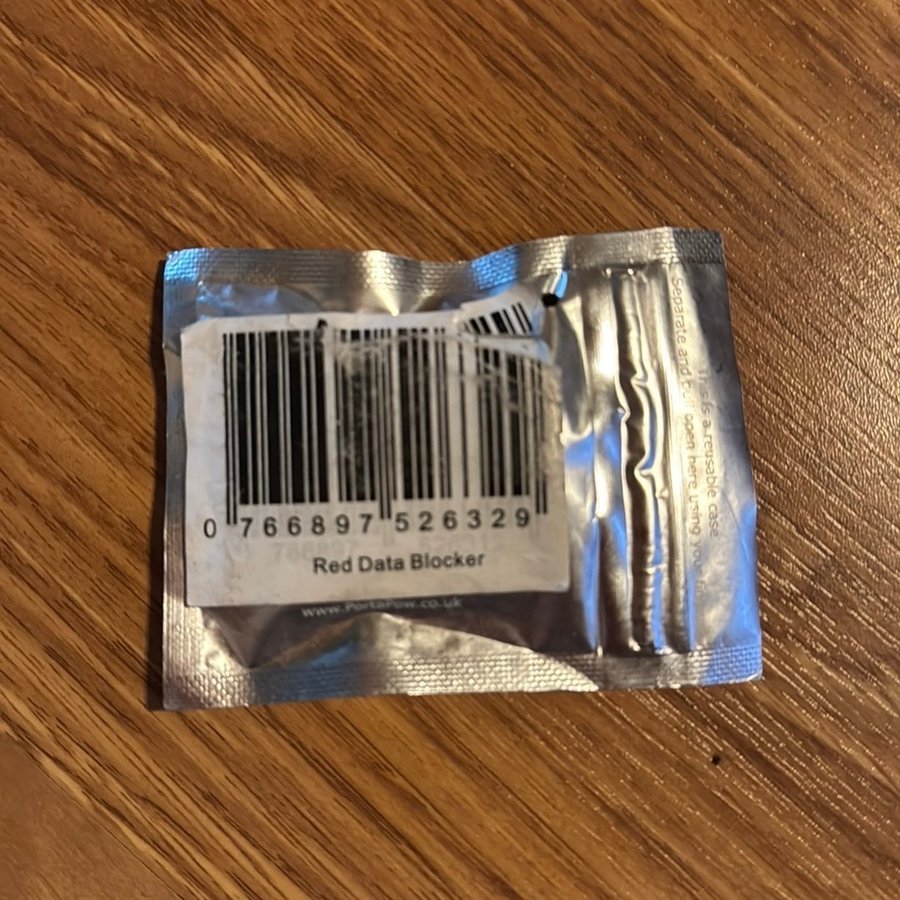 0 766897 526329
Red Data Blocker
www.PortaPow.co.uk
This is a reusable case
Separate and pull open here using